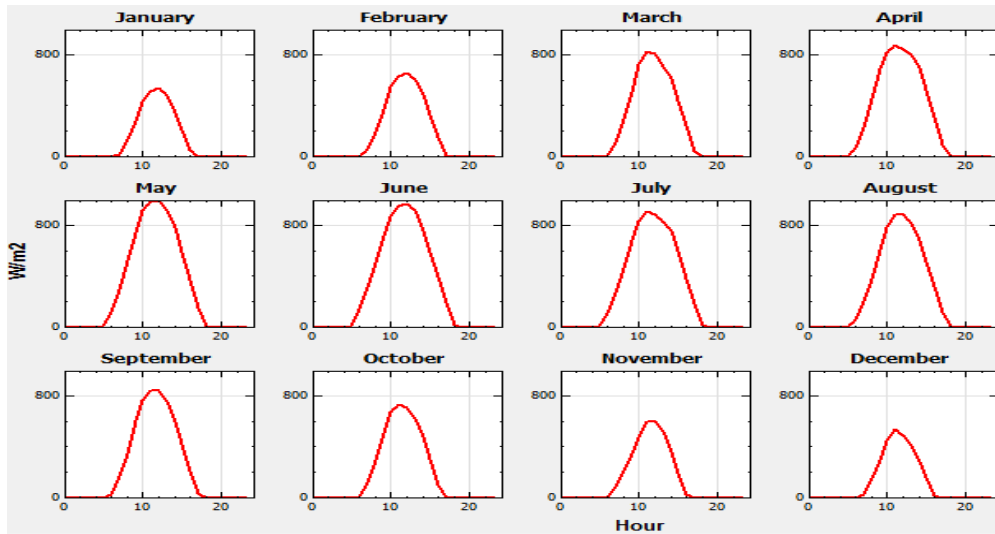 January February March April
800 800 800 800
0 0 0 0
0 10 20 0 10 20 0 10 20 0 10 20
May June July August
800 800 800 800
0 0 0 0
0 10 20 0 10 20 0 10 20 0 10 20
W/m2
September October November December
800 800 800 800
0 0 0 0
0 10 20 0 10 20 0 10 20 0 10 20
Hour